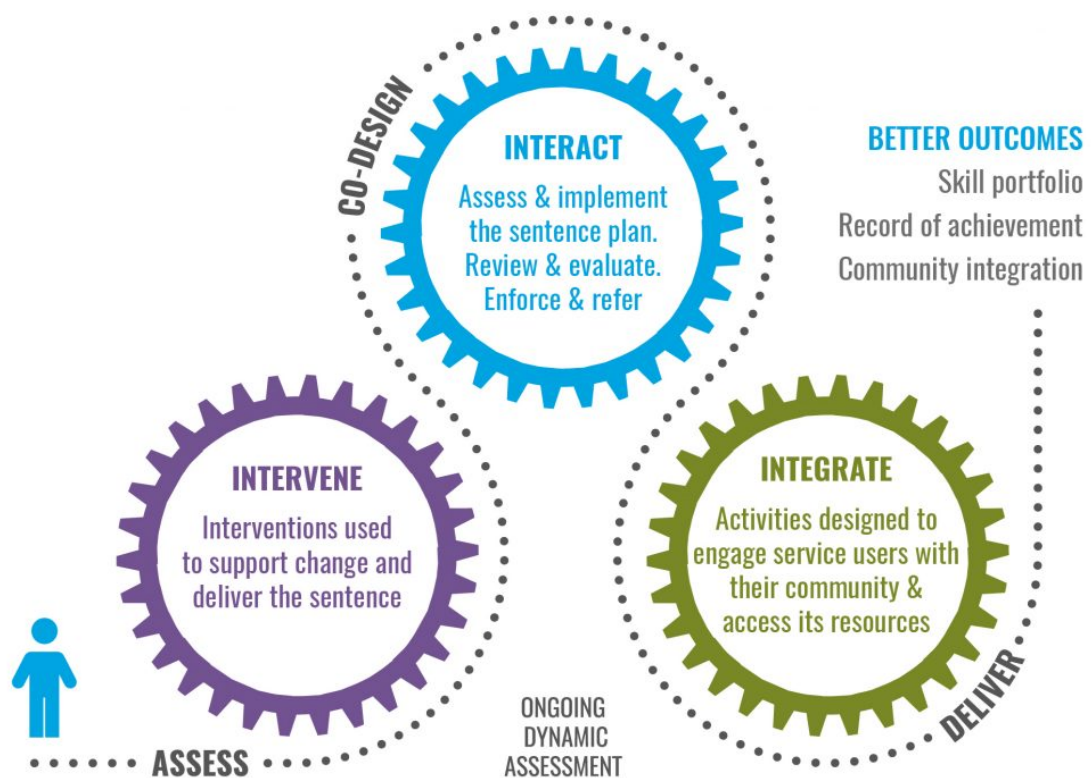 CO-DESIGN
INTERACT
Assess & implement
the sentence plan.
Review & evaluate.
Enforce & refer
BETTER OUTCOMES
Skill portfolio
Record of achievement
Community integration
INTERVENE
Interventions used
to support change and
deliver the sentence
INTEGRATE
Activities designed to
engage service users with
their community &
access its resources
ASSESS
ONGOING
DYNAMIC
ASSESSMENT
DELIVER